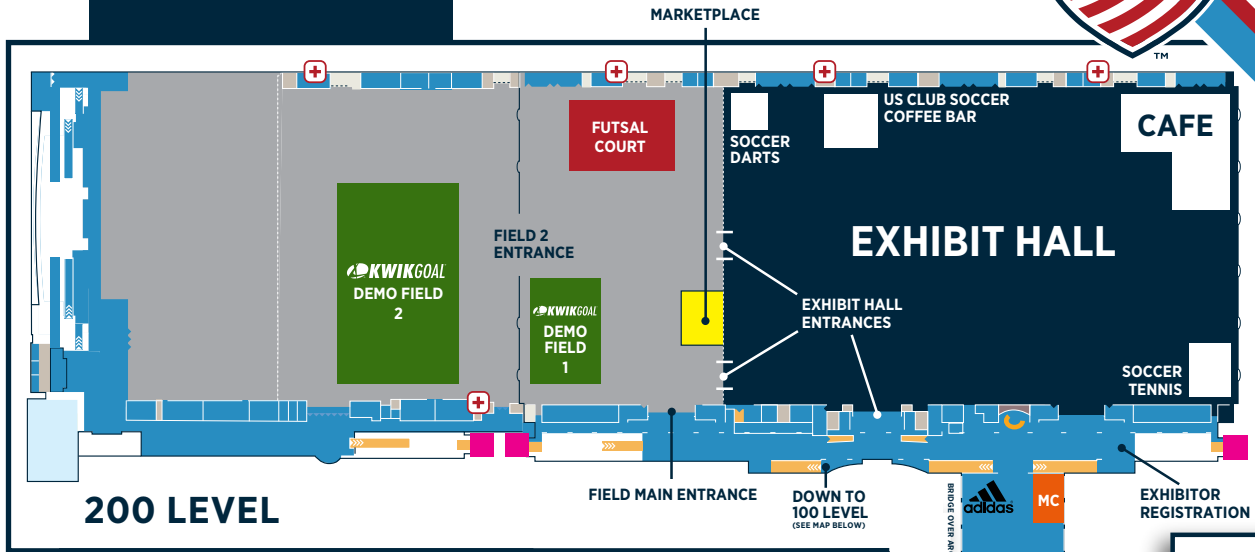 MARKETPLACE
™
FUTSAL
COURT
SOCCER
DARTS
US CLUB SOCCER
COFFEE BAR
CAFE
FIELD 2
ENTRANCE
EXHIBIT HALL
KWIKGOAL
DEMO FIELD
2
KWIKGOAL
DEMO
FIELD
1
EXHIBIT HALL
ENTRANCES
SOCCER
TENNIS
200 LEVEL
FIELD MAIN ENTRANCE
DOWN TO
100 LEVEL
(SEE MAP BELOW)
BRIDGE OVER
adidas
MC
EXHIBITOR
REGISTRATION